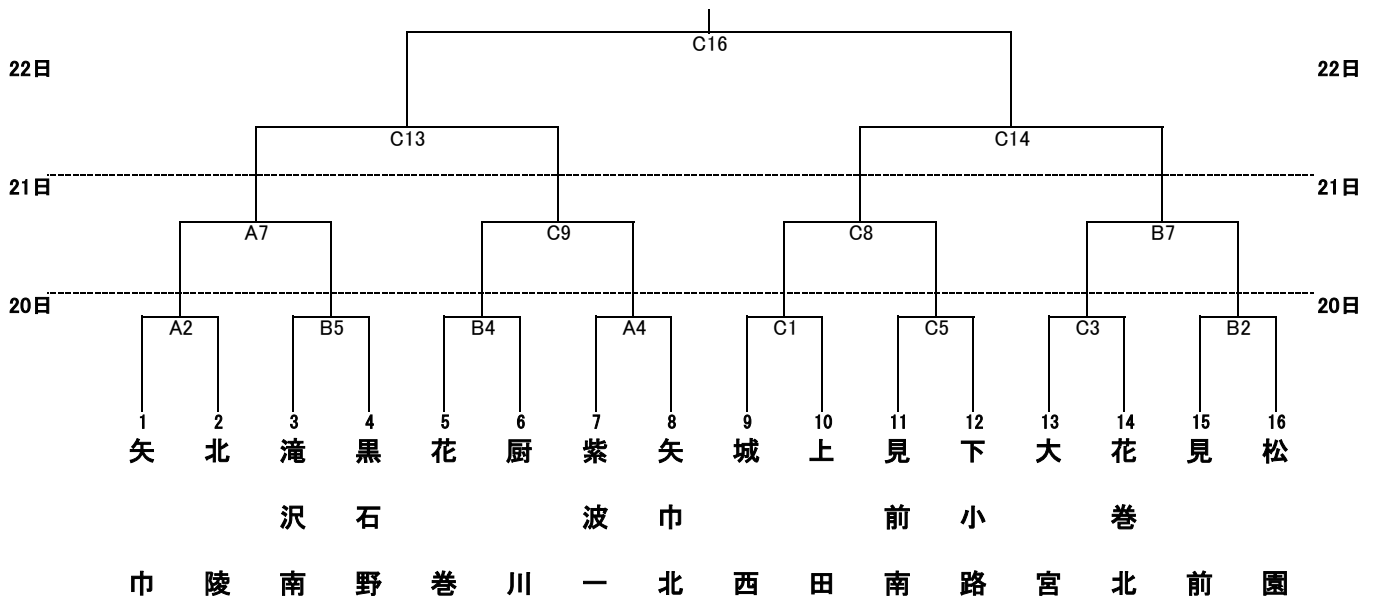 C16
22日 22日
C13 C14
21日 21日
A7 C9 C8 B7
20日 20日
A2 B5 B4 A4 C1 C5 C3 B2
1 2 3 4 5 6 7 8 9 10 11 12 13 14 15 16
矢巾
北陵
滝沢南
黒石野
花巻
厨川
紫波一
矢巾北
城西
上田
見前南
下小路
大宮
花巻北
見前
松園